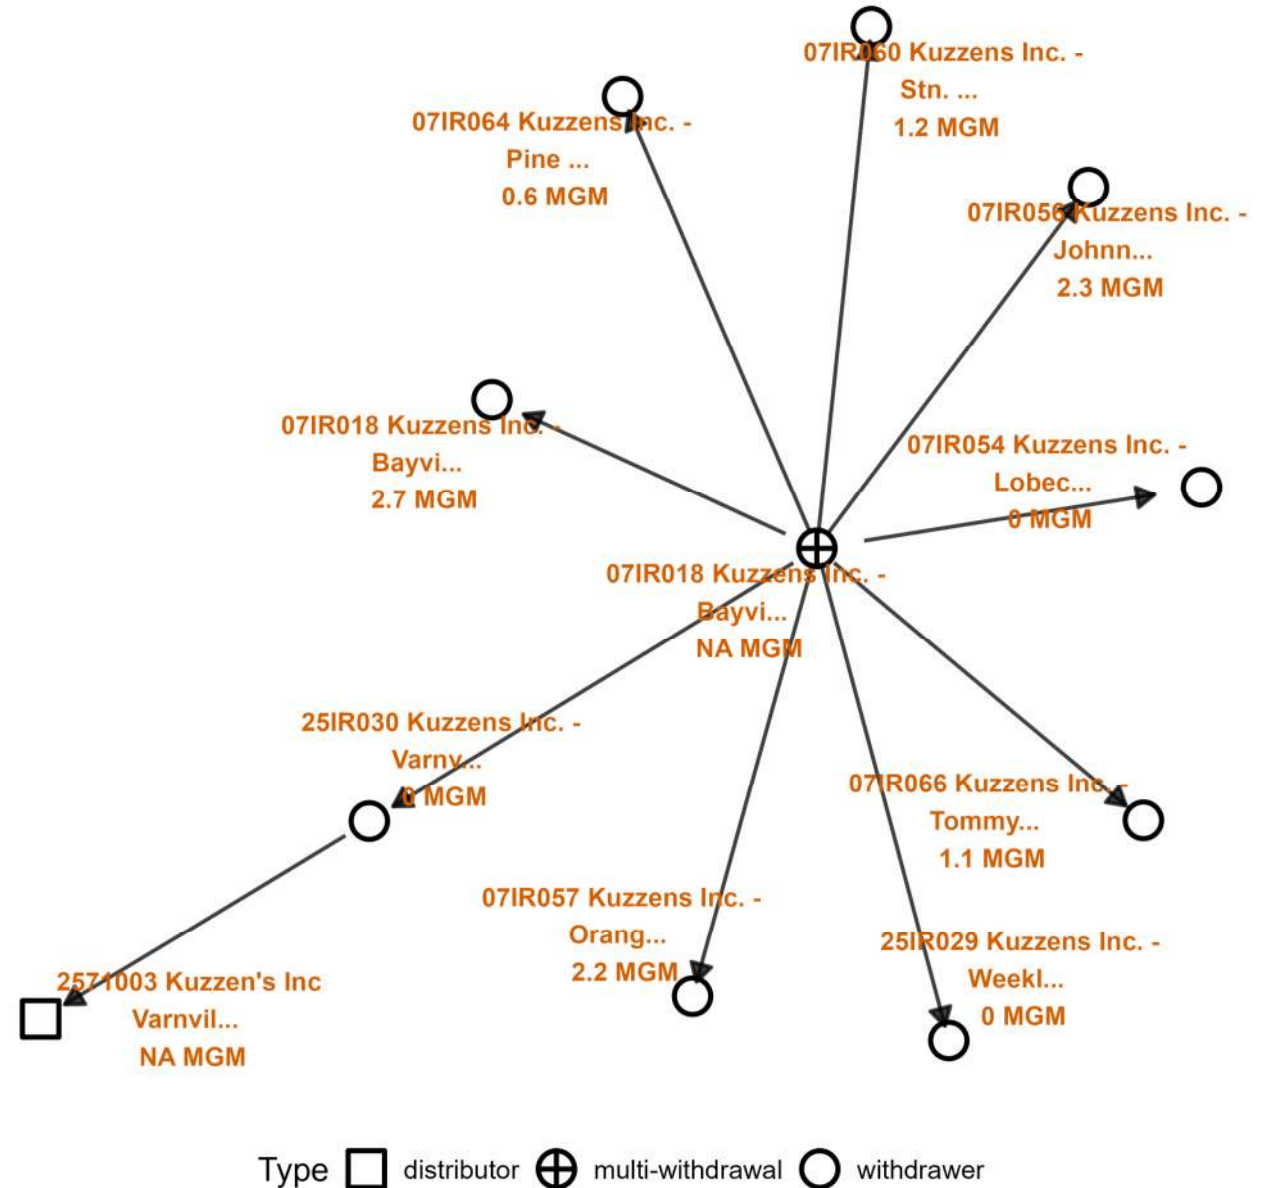 07IR060 Kuzzens Inc. -
Stn. ...
1.2 MGM
07IR064 Kuzzens Inc. -
Pine ...
0.6 MGM
07IR056 Kuzzens Inc. -
Johnn...
2.3 MGM
07IR018 Kuzzens Inc. -
Bayvi...
2.7 MGM
07IR054 Kuzzens Inc. -
Lobec...
0 MGM
07IR018 Kuzzens Inc. -
Bayvi...
NA MGM
25IR030 Kuzzens Inc. -
Varnv...
0 MGM
07IR066 Kuzzens Inc. -
Tommy...
1.1 MGM
07IR057 Kuzzens Inc. -
Orang...
2.2 MGM
25IR029 Kuzzens Inc. -
Weekl...
0 MGM
Kuzzen's Inc
Varnvil...
NA MGM
Type distributor multi-withdrawal withdrawer